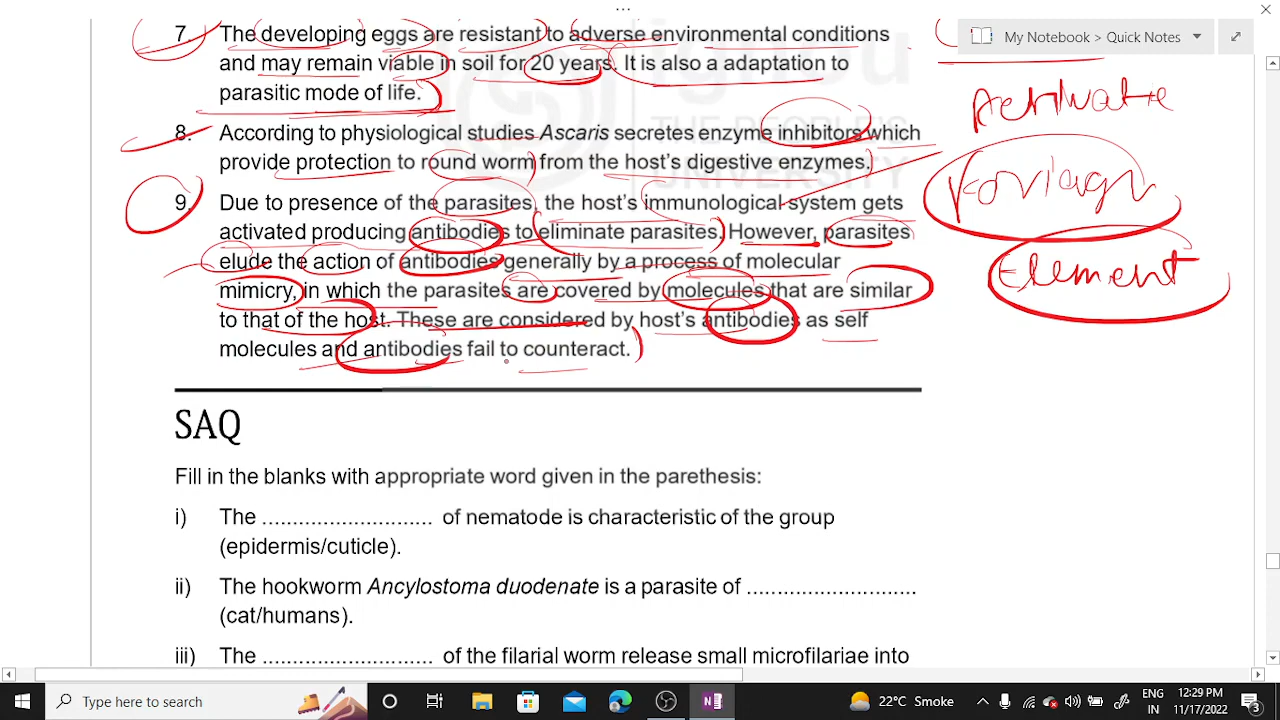 ...
7. The developing eggs are resistant to adverse environmental conditions
and may remain viable in soil for 20 years. It is also a adaptation to
parasitic mode of life.
8. According to physiological studies Ascaris secretes enzyme inhibitors which
provide protection to round worm from the host's digestive enzymes.
9. Due to presence of the parasites, the host's immunological system gets
activated producing antibodies to eliminate parasites. However, parasites
elude the action of antibodies generally by a process of molecular
mimicry, in which the parasites are covered by molecules that are similar
to that of the host. These are considered by host's antibodies as self
molecules and antibodies fail to counteract.
My Notebook > Quick Notes
Foriagn
Element
ignou
THE PEOPLE'S
UNIVERSITY
SAQ
Fill in the blanks with appropriate word given in the parethesis:
i) The ............................ of nematode is characteristic of the group
(epidermis/cuticle).
ii) The hookworm Ancylostoma duodenate is a parasite of ............................
(cat/humans).
iii) The ............................ of the filarial worm release small microfilariae into
Type here to search
22°C Smoke
ENG
IN
12:29 PM
11/17/2022
3